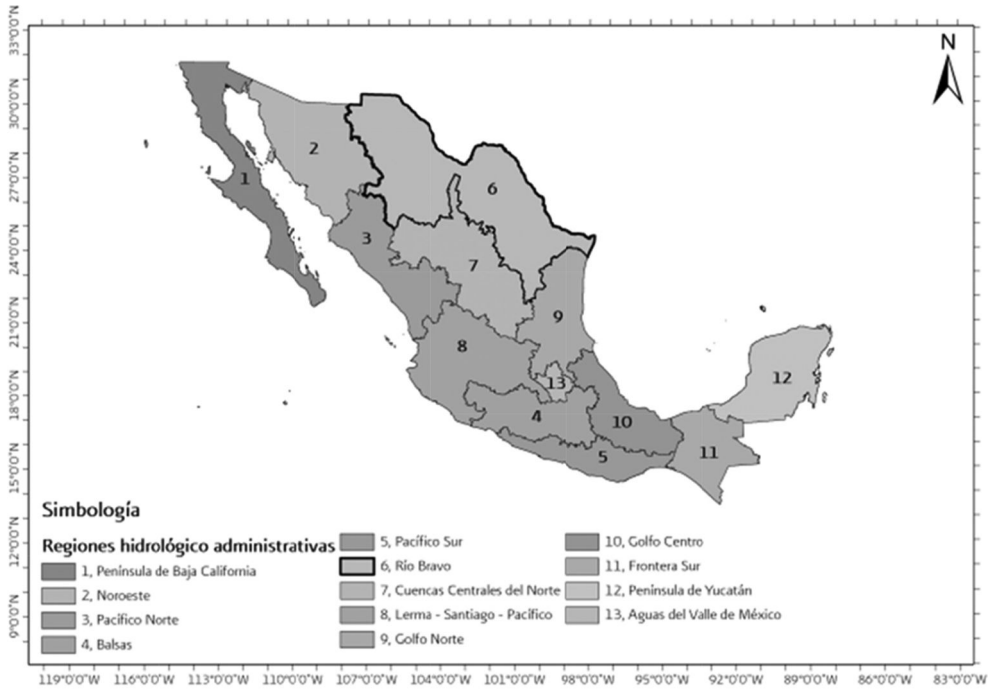 N
33°0'0"N
30°0'0"N
27°0'0"N
24°0'0"N
21°0'0"N
18°0'0"N
15°0'0"N
12°0'0"N
9°0'0"N
1
2
3
6
7
9
8
13
4
10
5
11
12
Simbología
Regiones hidrológico administrativas
1, Península de Baja California
2, Noroeste
3, Pacífico Norte
4, Balsas
5, Pacífico Sur
6, Río Bravo
7, Cuencas Centrales del Norte
8, Lerma - Santiago - Pacífico
9, Golfo Norte
10, Golfo Centro
11, Frontera Sur
12, Península de Yucatán
13, Aguas del Valle de México
119°0'0"W 116°0'0"W 113°0'0"W 110°0'0"W 107°0'0"W 104°0'0"W 101°0'0"W 98°0'0"W 95°0'0"W 92°0'0"W 89°0'0"W 86°0'0"W 83°0'0"W